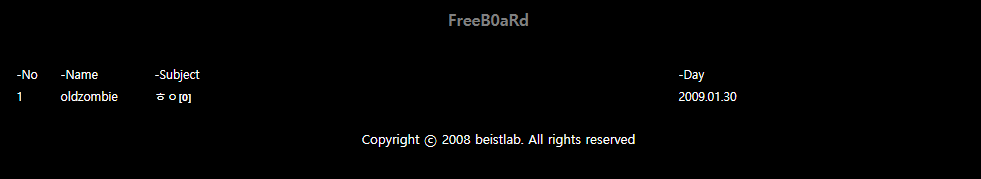 FreeB0aRd
-No -Name -Subject -Day
1 oldzombie ㅎㅇ[0] 2009.01.30
Copyright © 2008 beistlab. All rights reserved